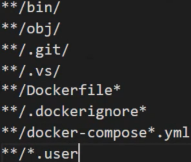 **/bin/
**/obj/
**/.git/
**/.vs/
**/Dockerfile*
**/.dockerignore*
**/docker-compose*.yml
**/*.user